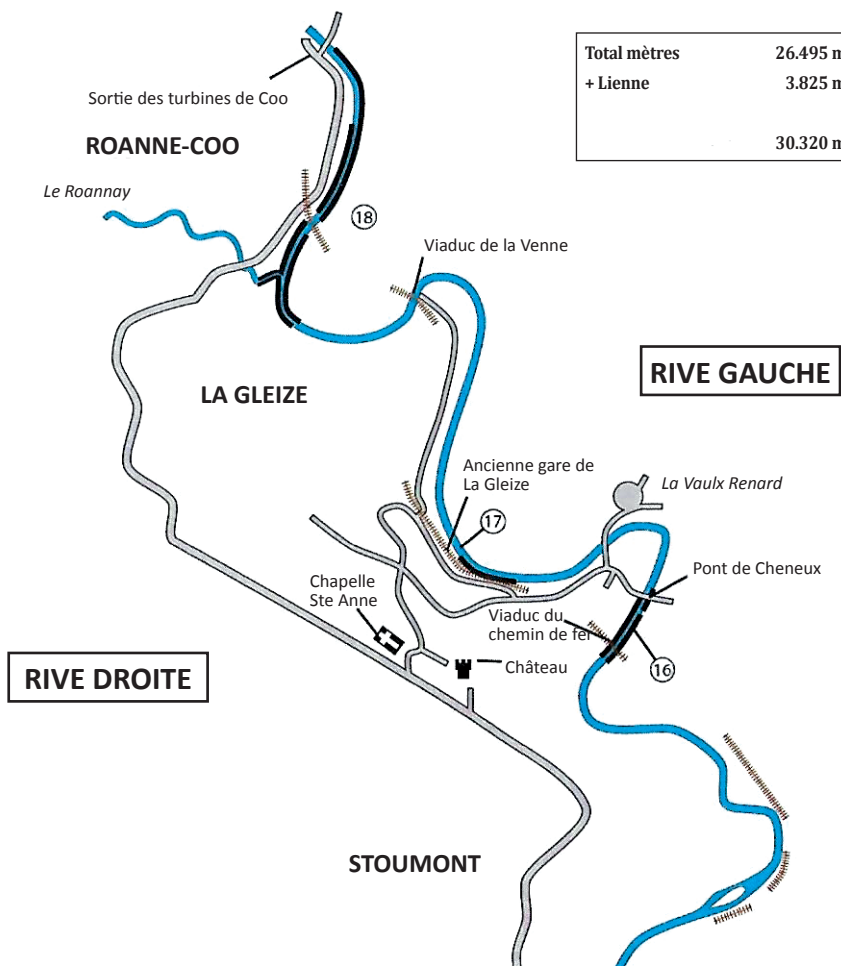 Total mètres 26.495 m
+ Lienne 3.825 m
30.320 m
Sortie des turbines de Coo
ROANNE-COO
Le Roannay
18
Viaduc de la Venne
RIVE GAUCHE
LA GLEIZE
Ancienne gare de
La Gleize
La Vaulx Renard
17
Pont de Cheneux
Chapelle
Ste Anne
Viaduc du
chemin de fer
Château
16
RIVE DROITE
STOUMONT